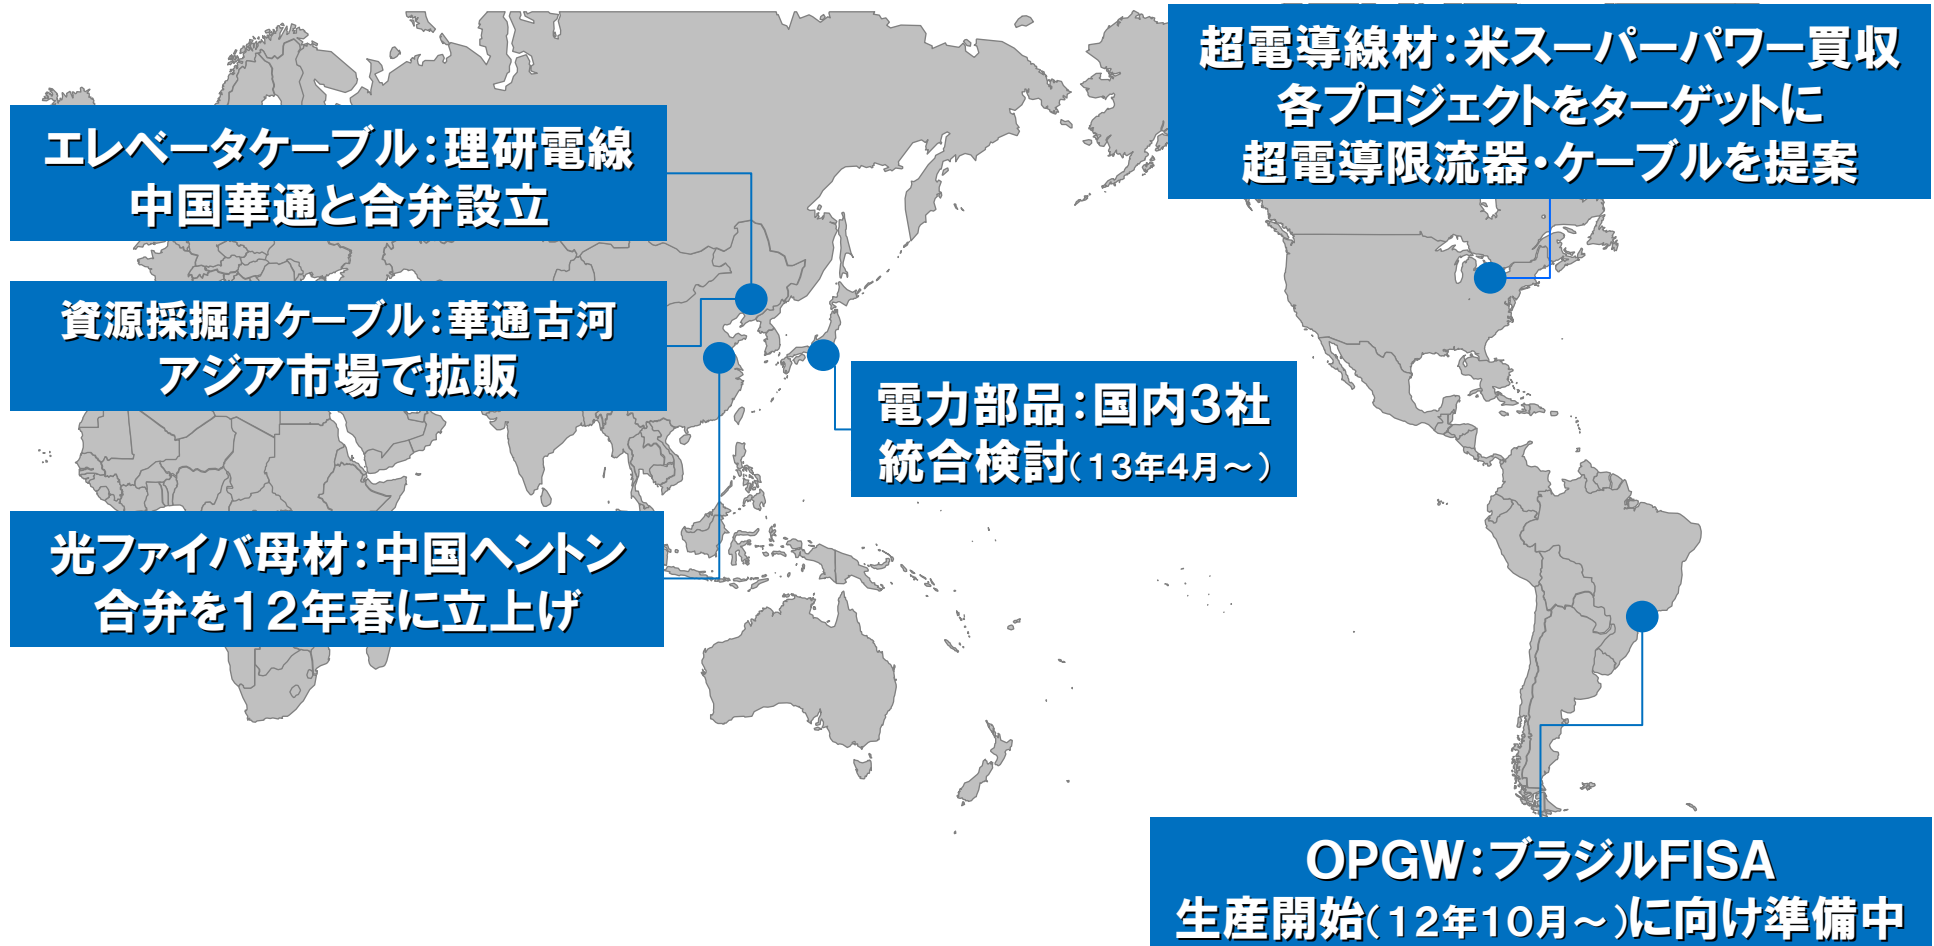 超電導線材：米スーパーパワー買収
各プロジェクトをターゲットに
超電導限流器・ケーブルを提案
エレベータケーブル：理研電線
中国華通と合弁設立
資源採掘用ケーブル：華通古河
アジア市場で拡販
電力部品：国内３社
統合検討（１３年４月～）
光ファイバ母材：中国ヘントン
合弁を１２年春に立上げ
OPGW：ブラジルFISA
生産開始（１２年１０月～）に向け準備中